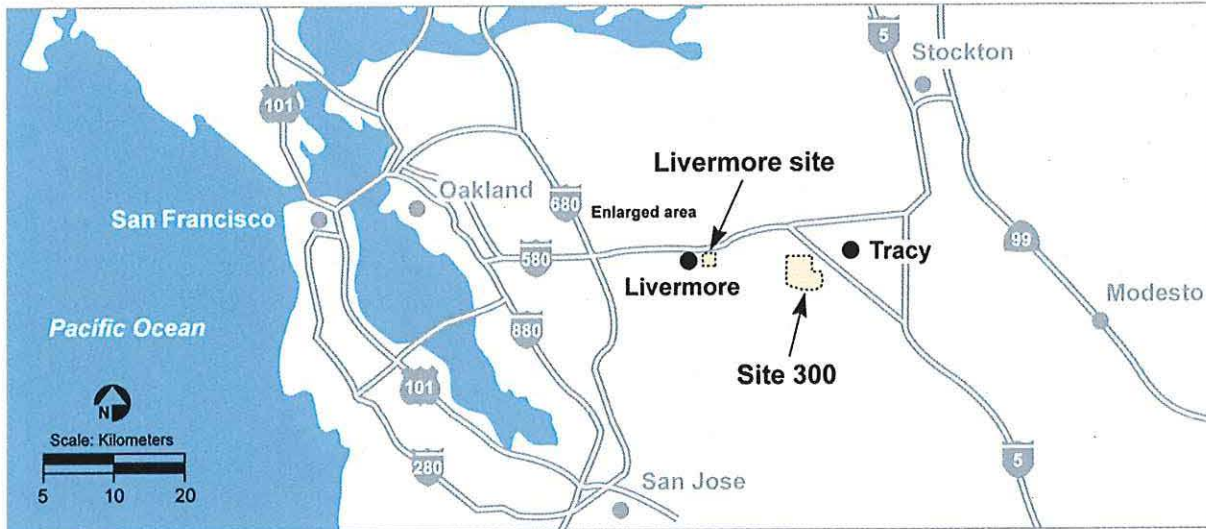 5
Stockton
101
Livermore site
Oakland
680
Enlarged area
San Francisco
99
580
Tracy
Livermore
Modesto
Pacific Ocean
880
Site 300
101
N
Scale: Kilometers
280
5
San Jose
5 10 20